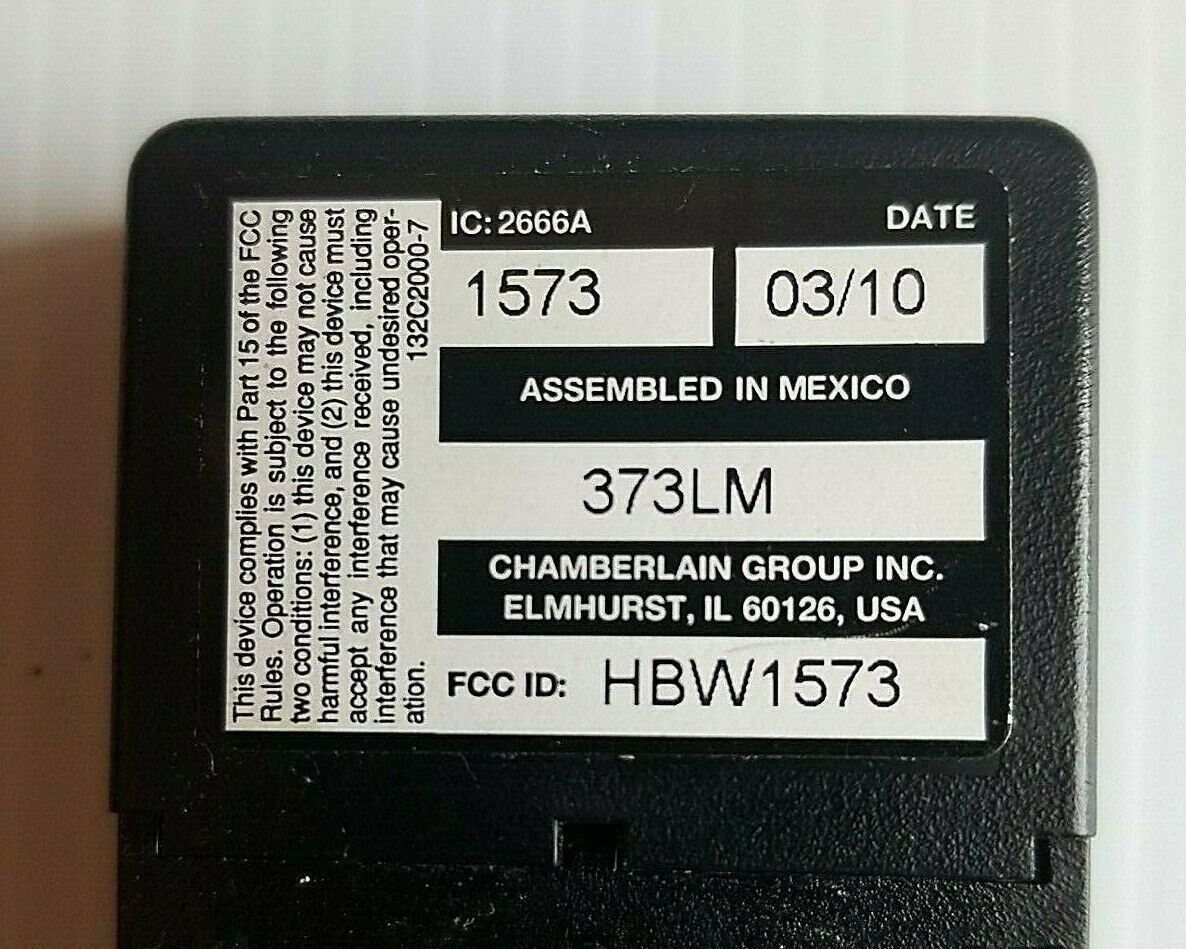 This device complies with Part 15 of the FCC
Rules. Operation is subject to the following
two conditions: (1) this device may not cause
harmful interference, and (2) this device must
accept any interference received, including
interference that may cause undesired oper-
ation.
132C2000-7
IC: 2666A
DATE
1573
03/10
ASSEMBLED IN MEXICO
373LM
CHAMBERLAIN GROUP INC.
ELMHURST, IL 60126, USA
FCC ID: HBW1573